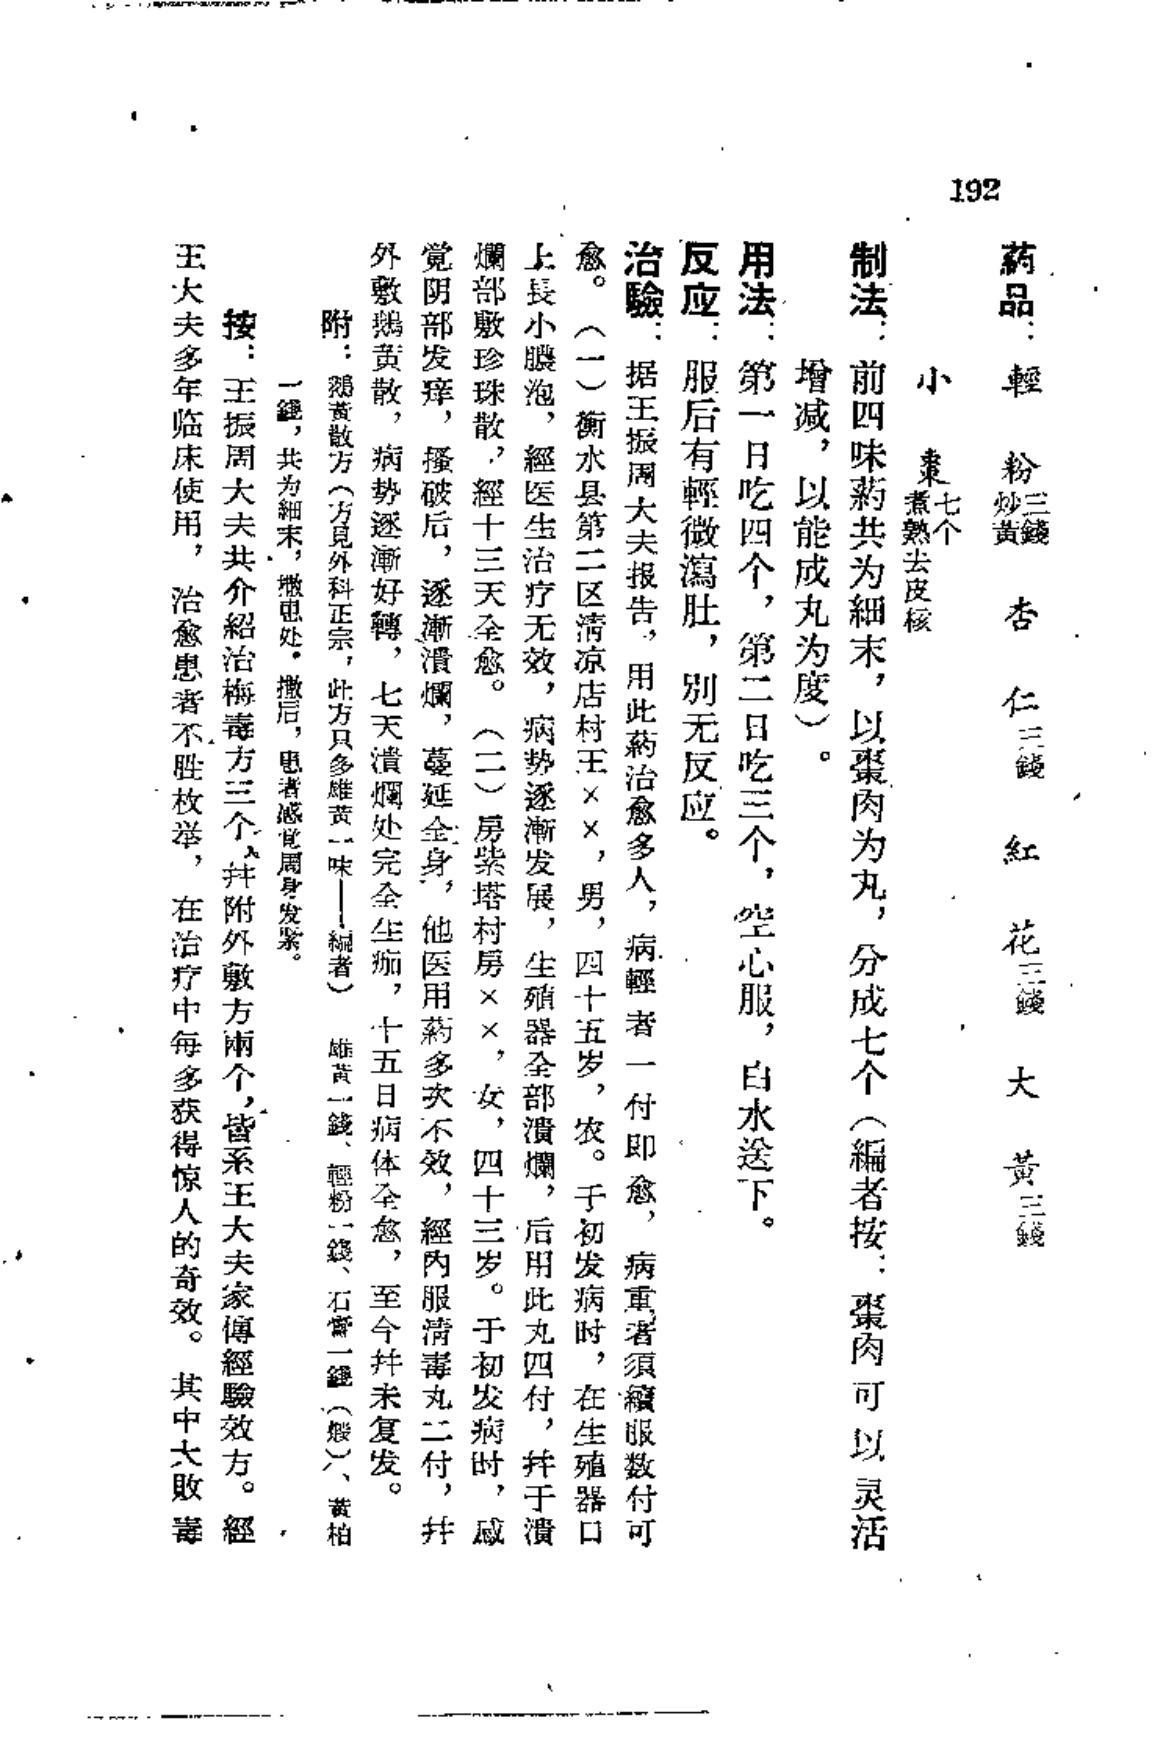 192
药品：輕 粉三錢炒黃 杏 仁三錢 紅 花三錢 大 黃三錢
小 棗七个煮熟去皮核
制法：前四味药共为細末，以棗肉为丸，分成七个（編者按：棗肉可以灵活
增减，以能成丸为度）。
用法：第一日吃四个，第二日吃三个，空心服，白水送下。
反应：服后有輕微瀉肚，別无反应。
治驗：据王振周大夫报告，用此药治愈多人，病輕者一付即愈，病重者須續服数付可
愈。（一）衡水县第二区清凉店村王××，男，四十五岁，农。于初发病时，在生殖器口
上長小膿泡，經医生治疗无效，病势逐漸发展，生殖器全部潰爛，后用此丸四付，幷于潰
爛部敷珍珠散，經十三天全愈。（二）房紫塔村房××，女，四十三岁。于初发病时，感
觉阴部发痒，搔破后，逐漸潰爛，蔓延全身，他医用药多次不效，經內服清毒丸二付，幷
外敷鵝黃散，病势逐漸好轉，七天潰爛处完全生痂，十五日病体全愈，至今幷未复发。
附：鵝黃散方（方見外科正宗，此方只多雄黃一味——編者） 雄黃一錢、輕粉一錢、石膏一錢（煅）、黃柏
一錢，共为細末，撒患处。撒后，患者感觉周身发紧。
按：王振周大夫共介紹治梅毒方三个，幷附外敷方兩个，皆系王大夫家傳經驗效方。經
王大夫多年临床使用，治愈患者不胜枚举，在治疗中每多获得惊人的奇效。其中大敗毒